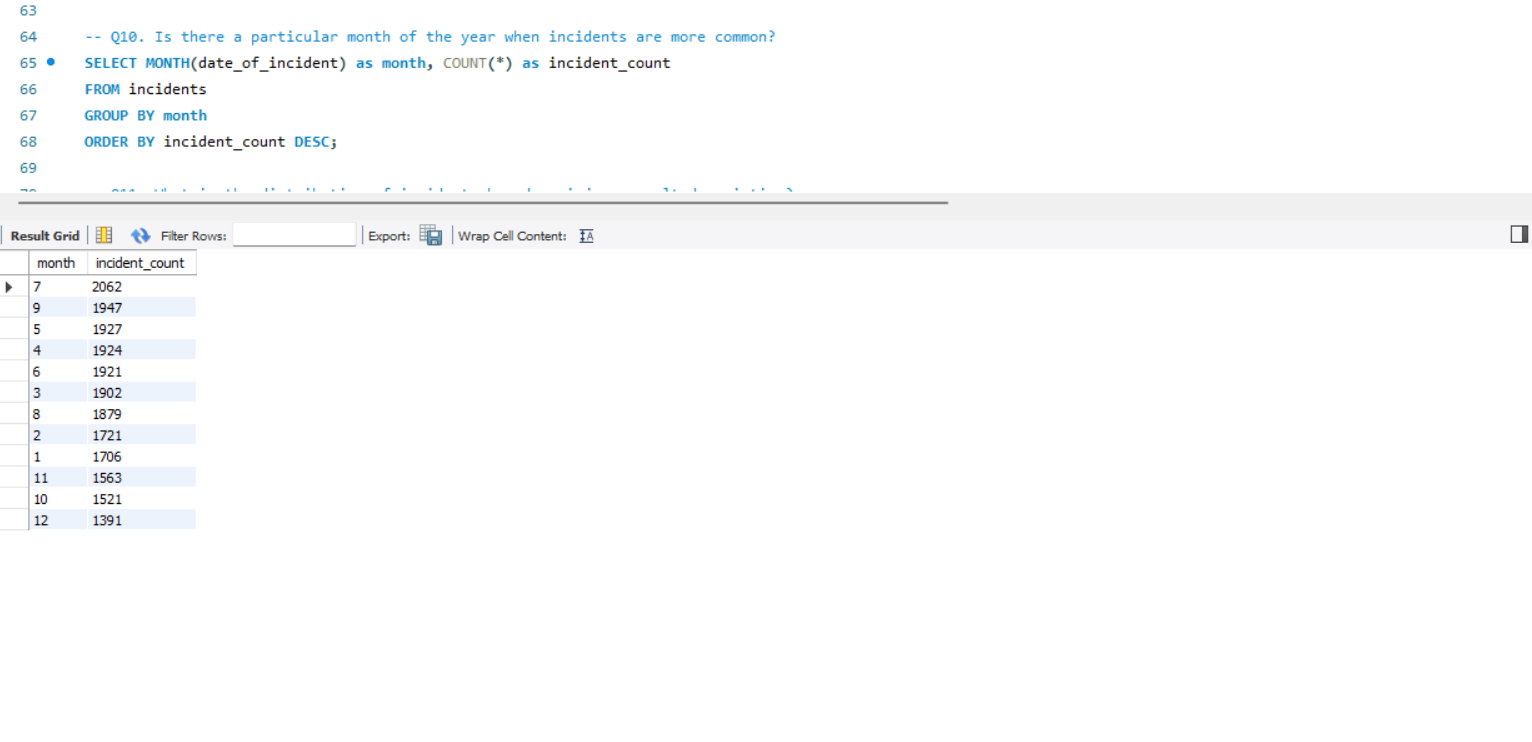 63
64 -- Q10. Is there a particular month of the year when incidents are more common?
65 SELECT MONTH(date_of_incident) as month, COUNT(*) as incident_count
66 FROM incidents
67 GROUP BY month
68 ORDER BY incident_count DESC;
69
Result Grid Filter Rows: Export: Wrap Cell Content:
month incident_count
7 2062
9 1947
5 1927
4 1924
6 1921
3 1902
8 1879
2 1721
1 1706
11 1563
10 1521
12 1391